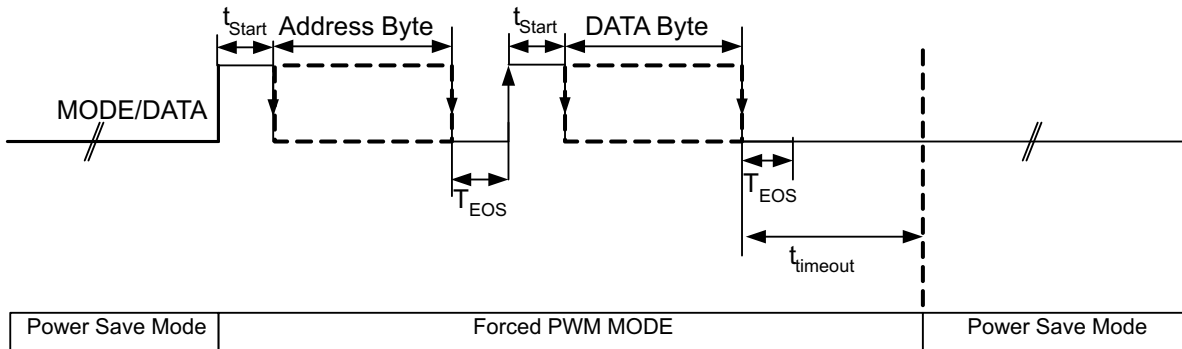 tStart
Address Byte
tStart
DATA Byte
MODE/DATA
TEOS
TEOS
ttimeout
Power Save Mode
Forced PWM MODE
Power Save Mode